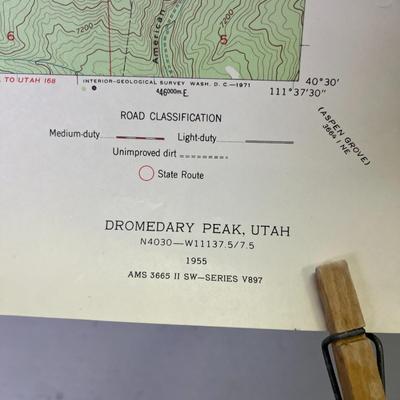 7200
7200
American
6
5
TO UTAH 168
INTERIOR—GEOLOGICAL SURVEY, WASH. D. C.—1971
446000m.E.
40°30'
111°37'30"
(ASPEN GROVE)
3664 I NE
ROAD CLASSIFICATION
Medium-duty
Light-duty
Unimproved dirt
State Route
DROMEDARY PEAK, UTAH
N4030—W11137.5/7.5
1955
AMS 3665 II SW—SERIES V897